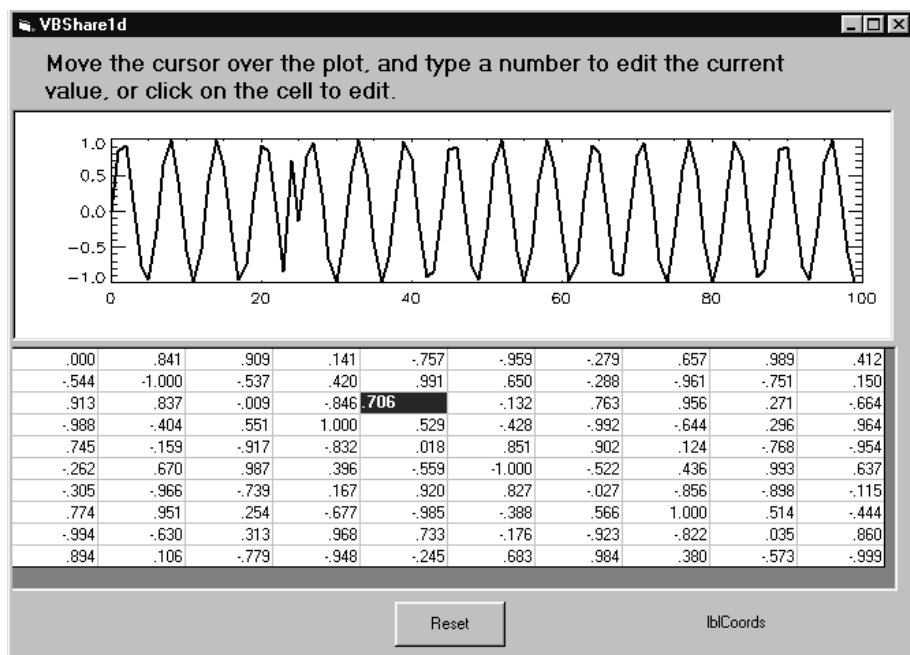 VBShare1d
Move the cursor over the plot, and type a number to edit the current
value, or click on the cell to edit.
1.0
0.5
0.0
-0.5
-1.0
0 20 40 60 80 100
.000 .841 .909 .141 -.757 -.959 -.279 .657 .989 .412
-.544 -1.000 -.537 .420 .991 .650 -.288 -.961 -.751 .150
.913 .837 -.009 -.846 .706 -.132 .763 .956 .271 -.664
-.988 -.404 .551 1.000 .529 -.428 -.992 -.644 .296 .964
.745 -.159 -.917 -.832 .018 .851 .902 .124 -.768 -.954
-.262 .670 .987 .396 -.559 -1.000 -.522 .436 .993 .637
-.305 -.966 -.739 .167 .920 .827 -.027 -.856 -.898 -.115
.774 .951 .254 -.677 -.985 -.388 .566 1.000 .514 -.444
-.994 -.630 .313 .968 .733 -.176 -.923 -.822 .035 .860
.894 .106 -.779 -.948 -.245 .683 .984 .380 -.573 -.999
Reset lblCoords